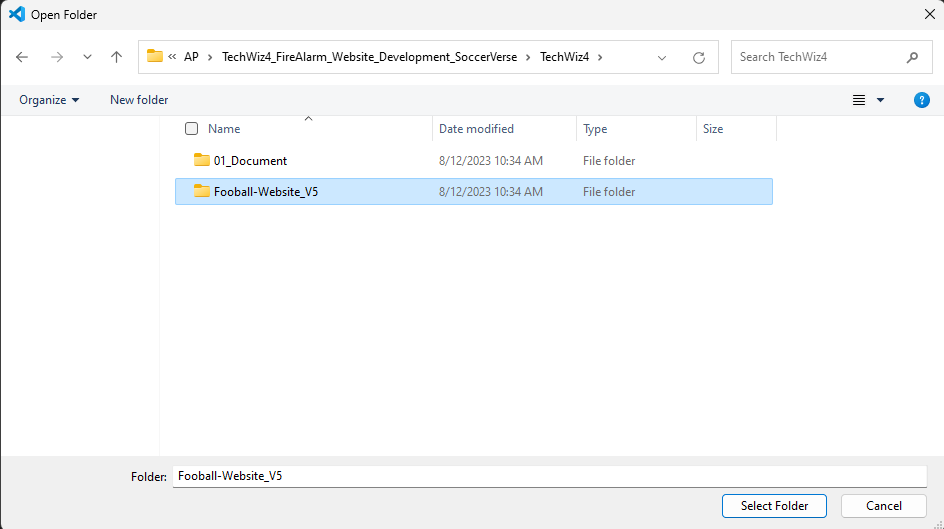 Open Folder
« AP > TechWiz4_FireAlarm_Website_Development_SoccerVerse > TechWiz4 >
Search TechWiz4
Organize New folder
?
Name Date modified Type Size
01_Document 8/12/2023 10:34 AM File folder
Fooball-Website_V5 8/12/2023 10:34 AM File folder
Folder: Fooball-Website_V5
Select Folder Cancel